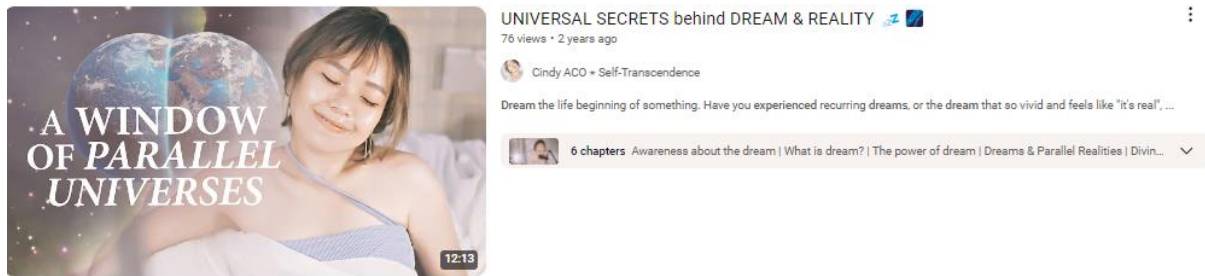 A WINDOW
OF PARALLEL
UNIVERSES
12:13
UNIVERSAL SECRETS behind DREAM & REALITY 💤 🌌
76 views • 2 years ago
Cindy ACO ⭑ Self-Transcendence
Dream the life beginning of something. Have you experienced recurring dreams, or the dream that so vivid and feels like "it's real", ...
6 chapters Awareness about the dream | What is dream? | The power of dream | Dreams & Parallel Realities | Divin...